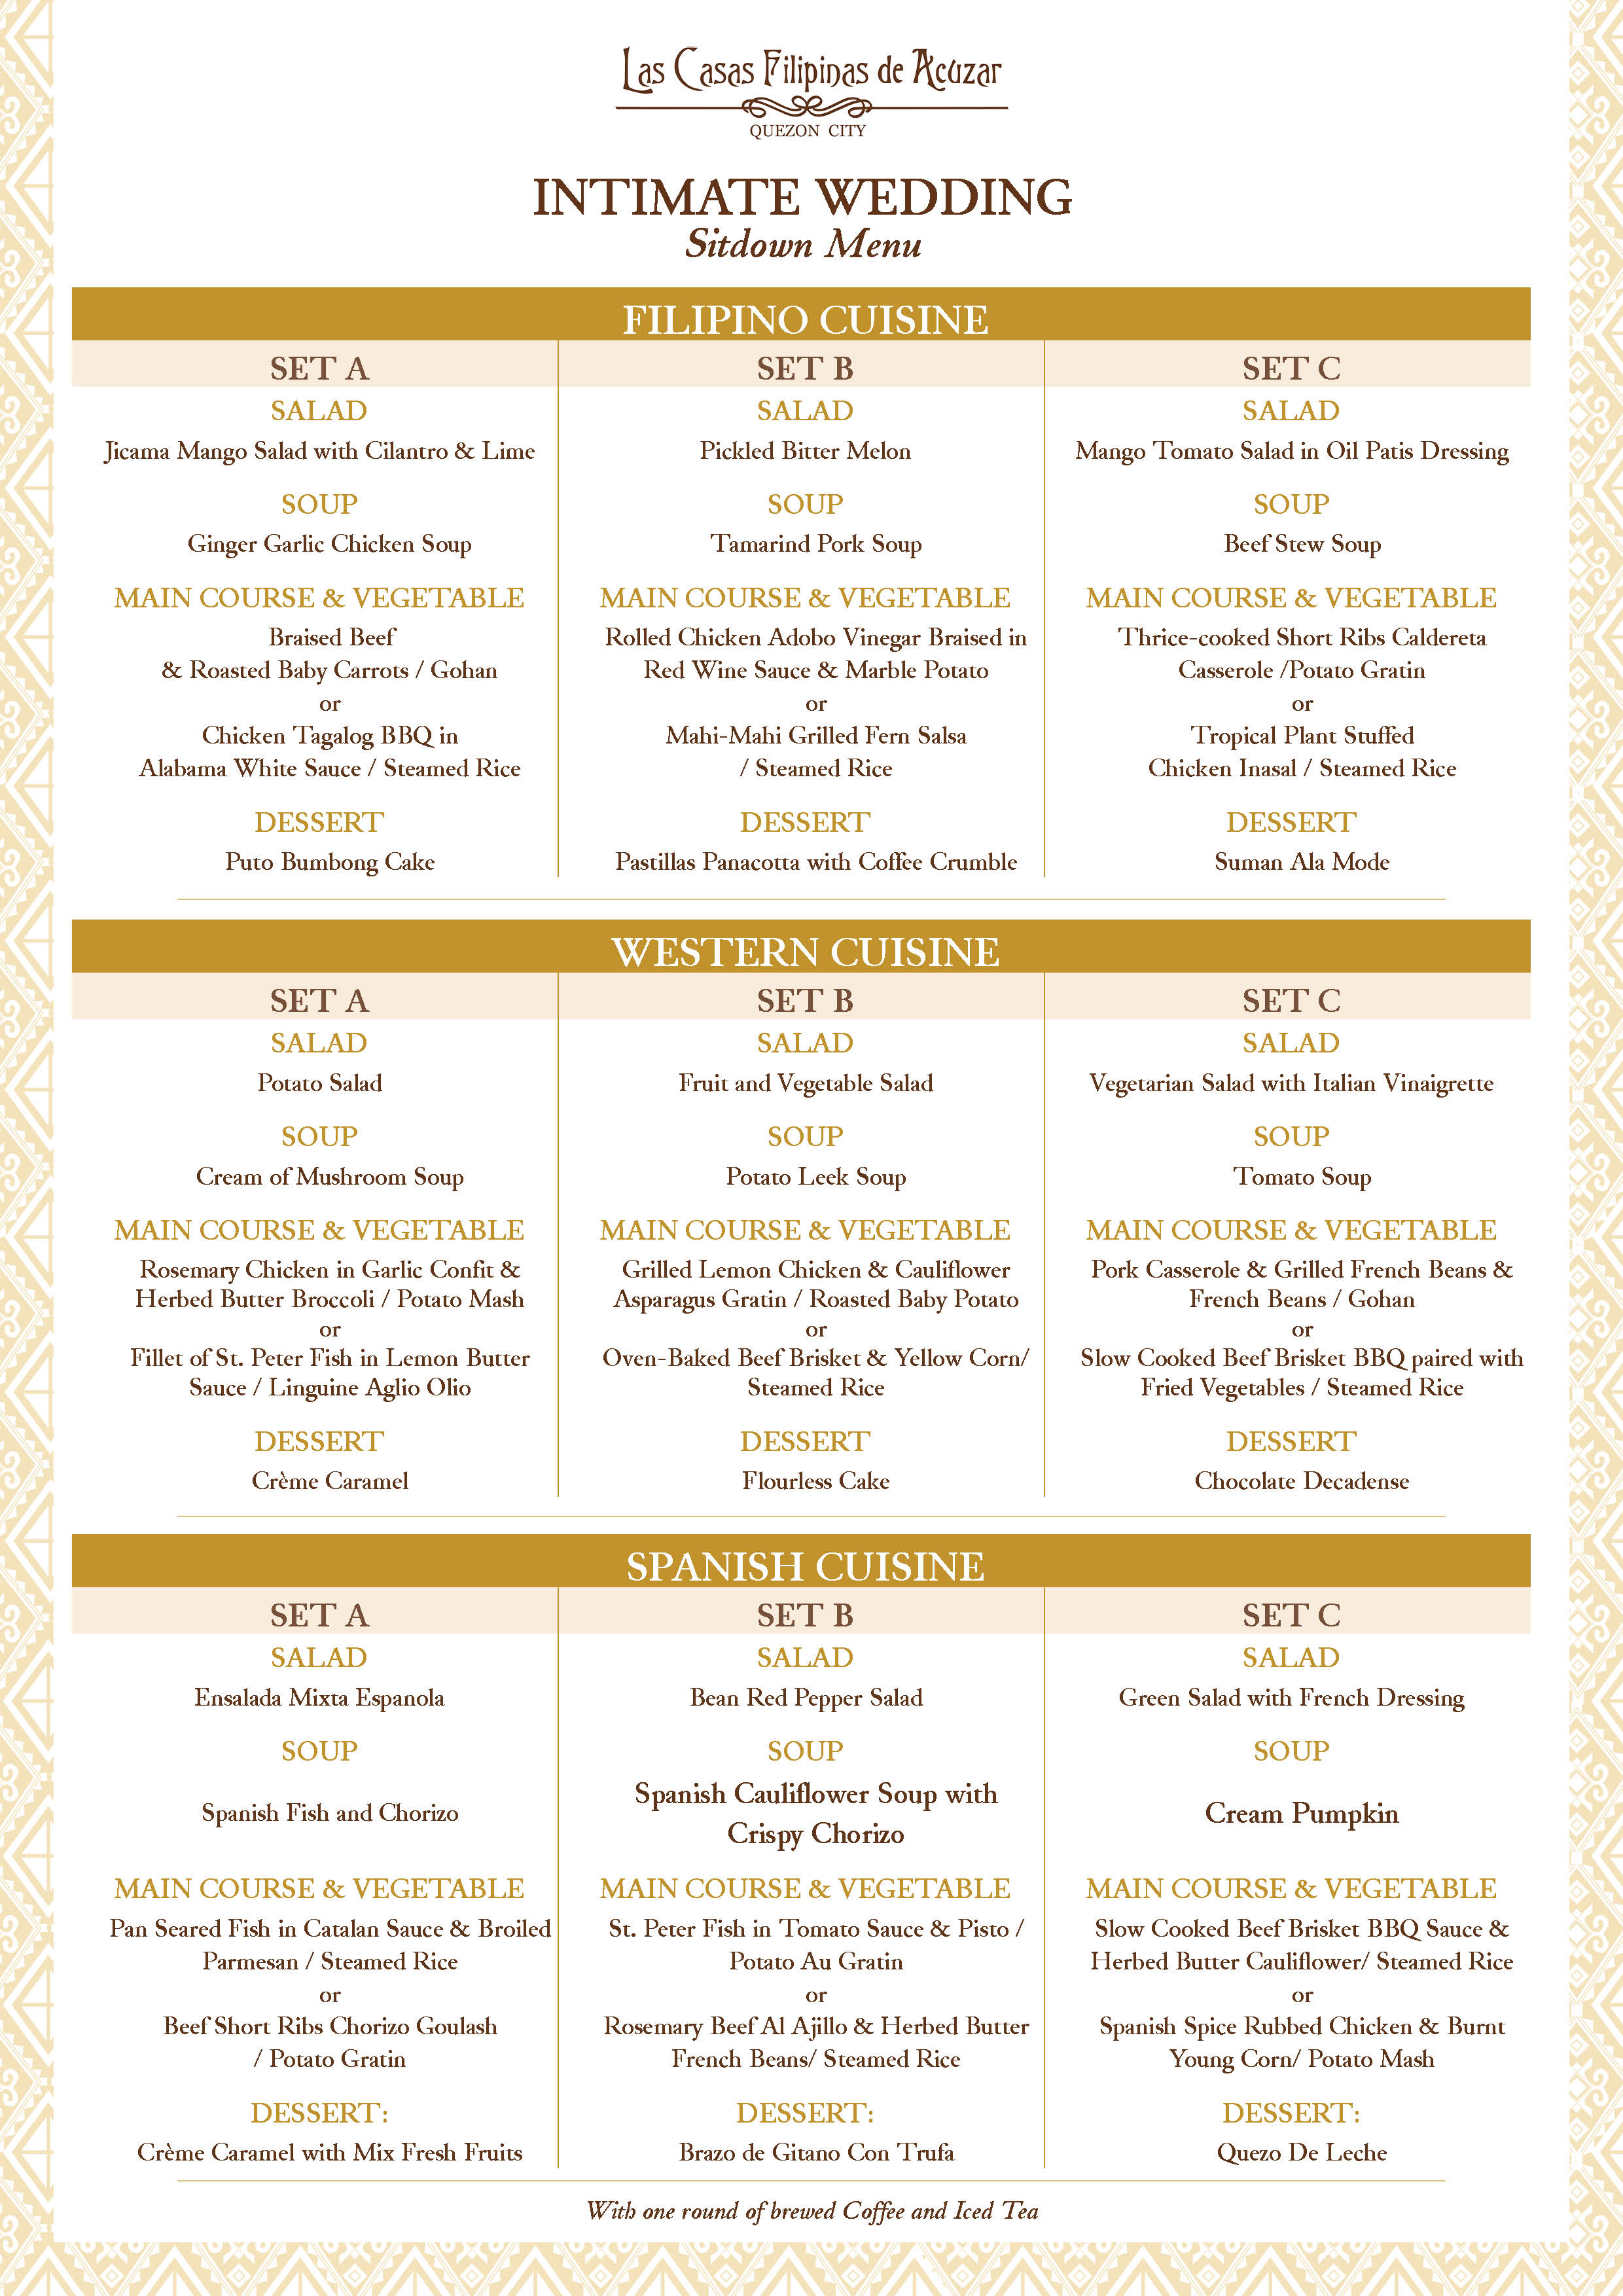 Las Casas Filipinas de Acuzar
QUEZON CITY
INTIMATE WEDDING
Sitdown Menu
FILIPINO CUISINE
SET A
SALAD
Jicama Mango Salad with Cilantro & Lime
SOUP
Ginger Garlic Chicken Soup
MAIN COURSE & VEGETABLE
Braised Beef
& Roasted Baby Carrots / Gohan
or
Chicken Tagalog BBQ in
Alabama White Sauce / Steamed Rice
DESSERT
Puto Bumbong Cake
SET B
SALAD
Pickled Bitter Melon
SOUP
Tamarind Pork Soup
MAIN COURSE & VEGETABLE
Rolled Chicken Adobo Vinegar Braised in
Red Wine Sauce & Marble Potato
or
Mahi-Mahi Grilled Fern Salsa
/ Steamed Rice
DESSERT
Pastillas Panacotta with Coffee Crumble
SET C
SALAD
Mango Tomato Salad in Oil Patis Dressing
SOUP
Beef Stew Soup
MAIN COURSE & VEGETABLE
Thrice-cooked Short Ribs Caldereta
Casserole /Potato Gratin
or
Tropical Plant Stuffed
Chicken Inasal / Steamed Rice
DESSERT
Suman Ala Mode
WESTERN CUISINE
SET A
SALAD
Potato Salad
SOUP
Cream of Mushroom Soup
MAIN COURSE & VEGETABLE
Rosemary Chicken in Garlic Confit &
Herbed Butter Broccoli / Potato Mash
or
Fillet of St. Peter Fish in Lemon Butter
Sauce / Linguine Aglio Olio
DESSERT
Crème Caramel
SET B
SALAD
Fruit and Vegetable Salad
SOUP
Potato Leek Soup
MAIN COURSE & VEGETABLE
Grilled Lemon Chicken & Cauliflower
Asparagus Gratin / Roasted Baby Potato
or
Oven-Baked Beef Brisket & Yellow Corn/
Steamed Rice
DESSERT
Flourless Cake
SET C
SALAD
Vegetarian Salad with Italian Vinaigrette
SOUP
Tomato Soup
MAIN COURSE & VEGETABLE
Pork Casserole & Grilled French Beans &
French Beans / Gohan
or
Slow Cooked Beef Brisket BBQ paired with
Fried Vegetables / Steamed Rice
DESSERT
Chocolate Decadense
SPANISH CUISINE
SET A
SALAD
Ensalada Mixta Espanola
SOUP
Spanish Fish and Chorizo
MAIN COURSE & VEGETABLE
Pan Seared Fish in Catalan Sauce & Broiled
Parmesan / Steamed Rice
or
Beef Short Ribs Chorizo Goulash
/ Potato Gratin
DESSERT:
Crème Caramel with Mix Fresh Fruits
SET B
SALAD
Bean Red Pepper Salad
SOUP
Spanish Cauliflower Soup with
Crispy Chorizo
MAIN COURSE & VEGETABLE
St. Peter Fish in Tomato Sauce & Pisto /
Potato Au Gratin
or
Rosemary Beef Al Ajillo & Herbed Butter
French Beans/ Steamed Rice
DESSERT:
Brazo de Gitano Con Trufa
SET C
SALAD
Green Salad with French Dressing
SOUP
Cream Pumpkin
MAIN COURSE & VEGETABLE
Slow Cooked Beef Brisket BBQ Sauce &
Herbed Butter Cauliflower/ Steamed Rice
or
Spanish Spice Rubbed Chicken & Burnt
Young Corn/ Potato Mash
DESSERT:
Quezo De Leche
With one round of brewed Coffee and Iced Tea